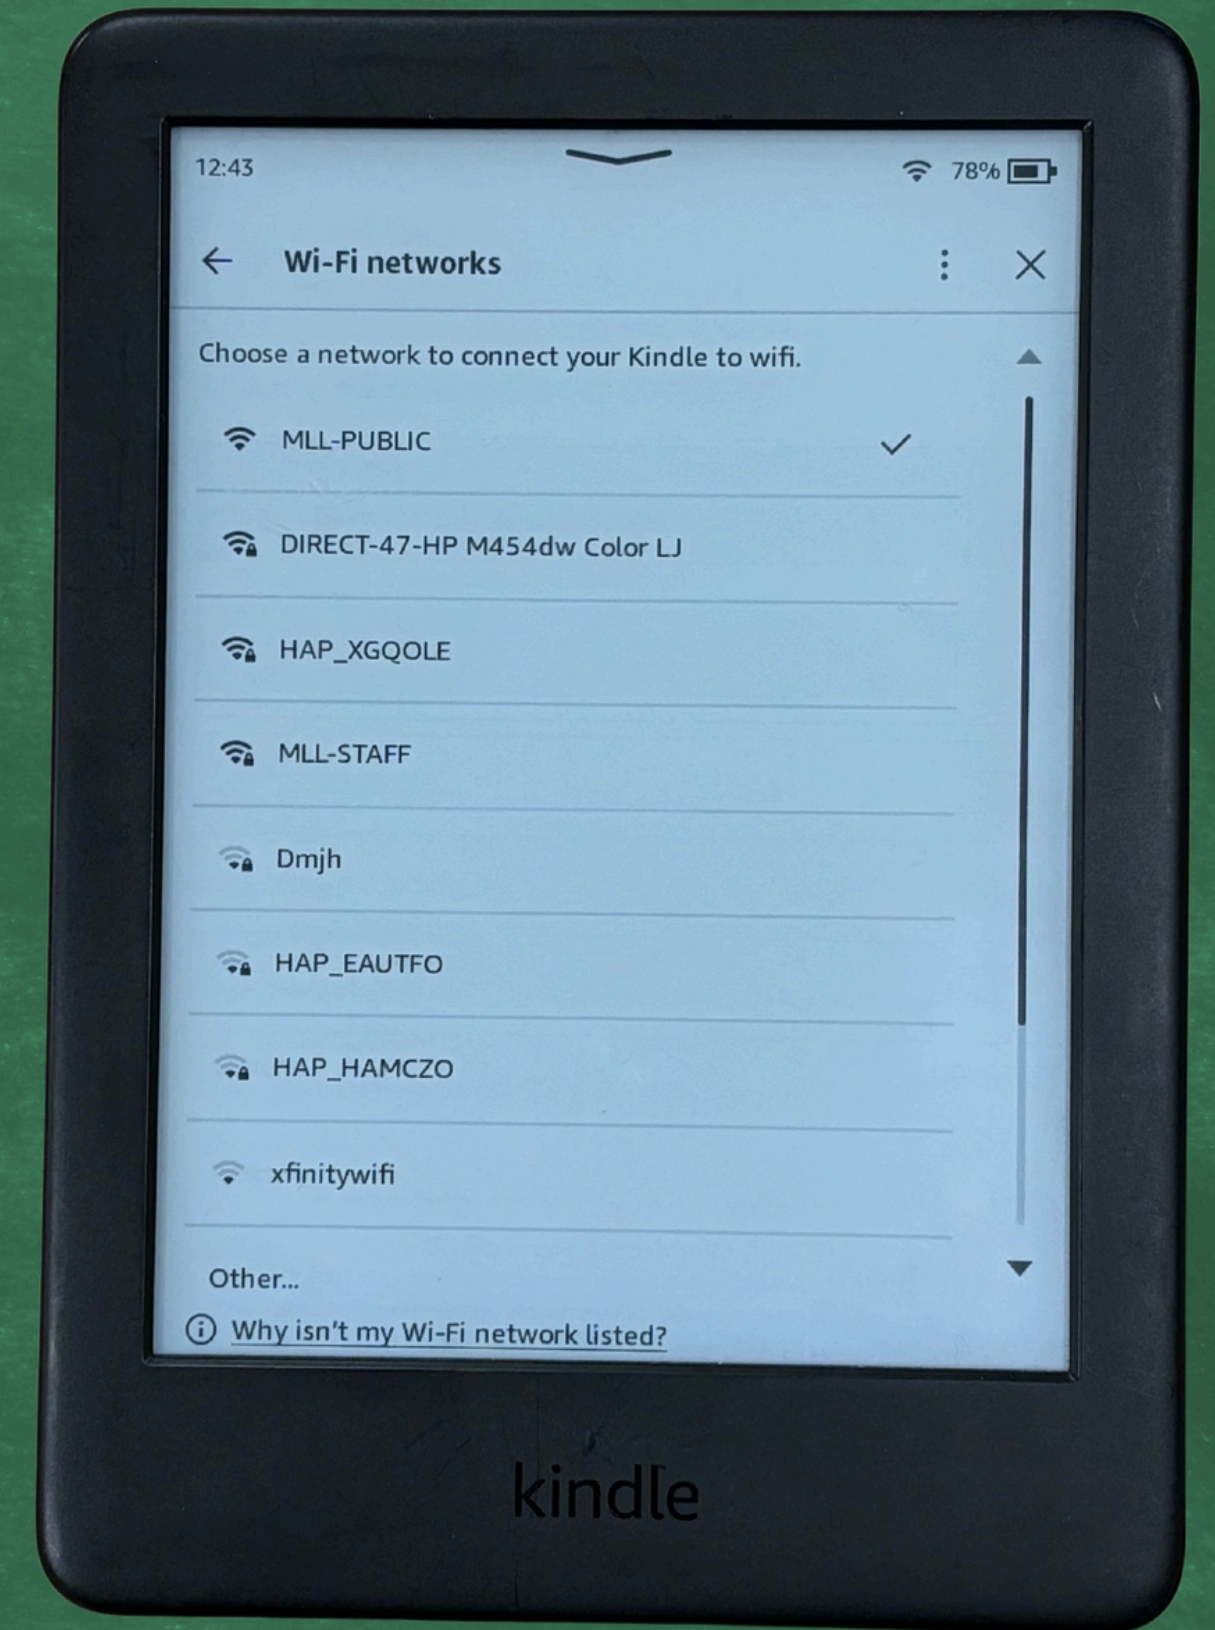 12:43 78%
Wi-Fi networks
Choose a network to connect your Kindle to wifi.
MLL-PUBLIC
DIRECT-47-HP M454dw Color LJ
HAP_XGQOLE
MLL-STAFF
Dmjh
HAP_EAUTFO
HAP_HAMCZO
xfinitywifi
Other...
Why isn't my Wi-Fi network listed?
kindle